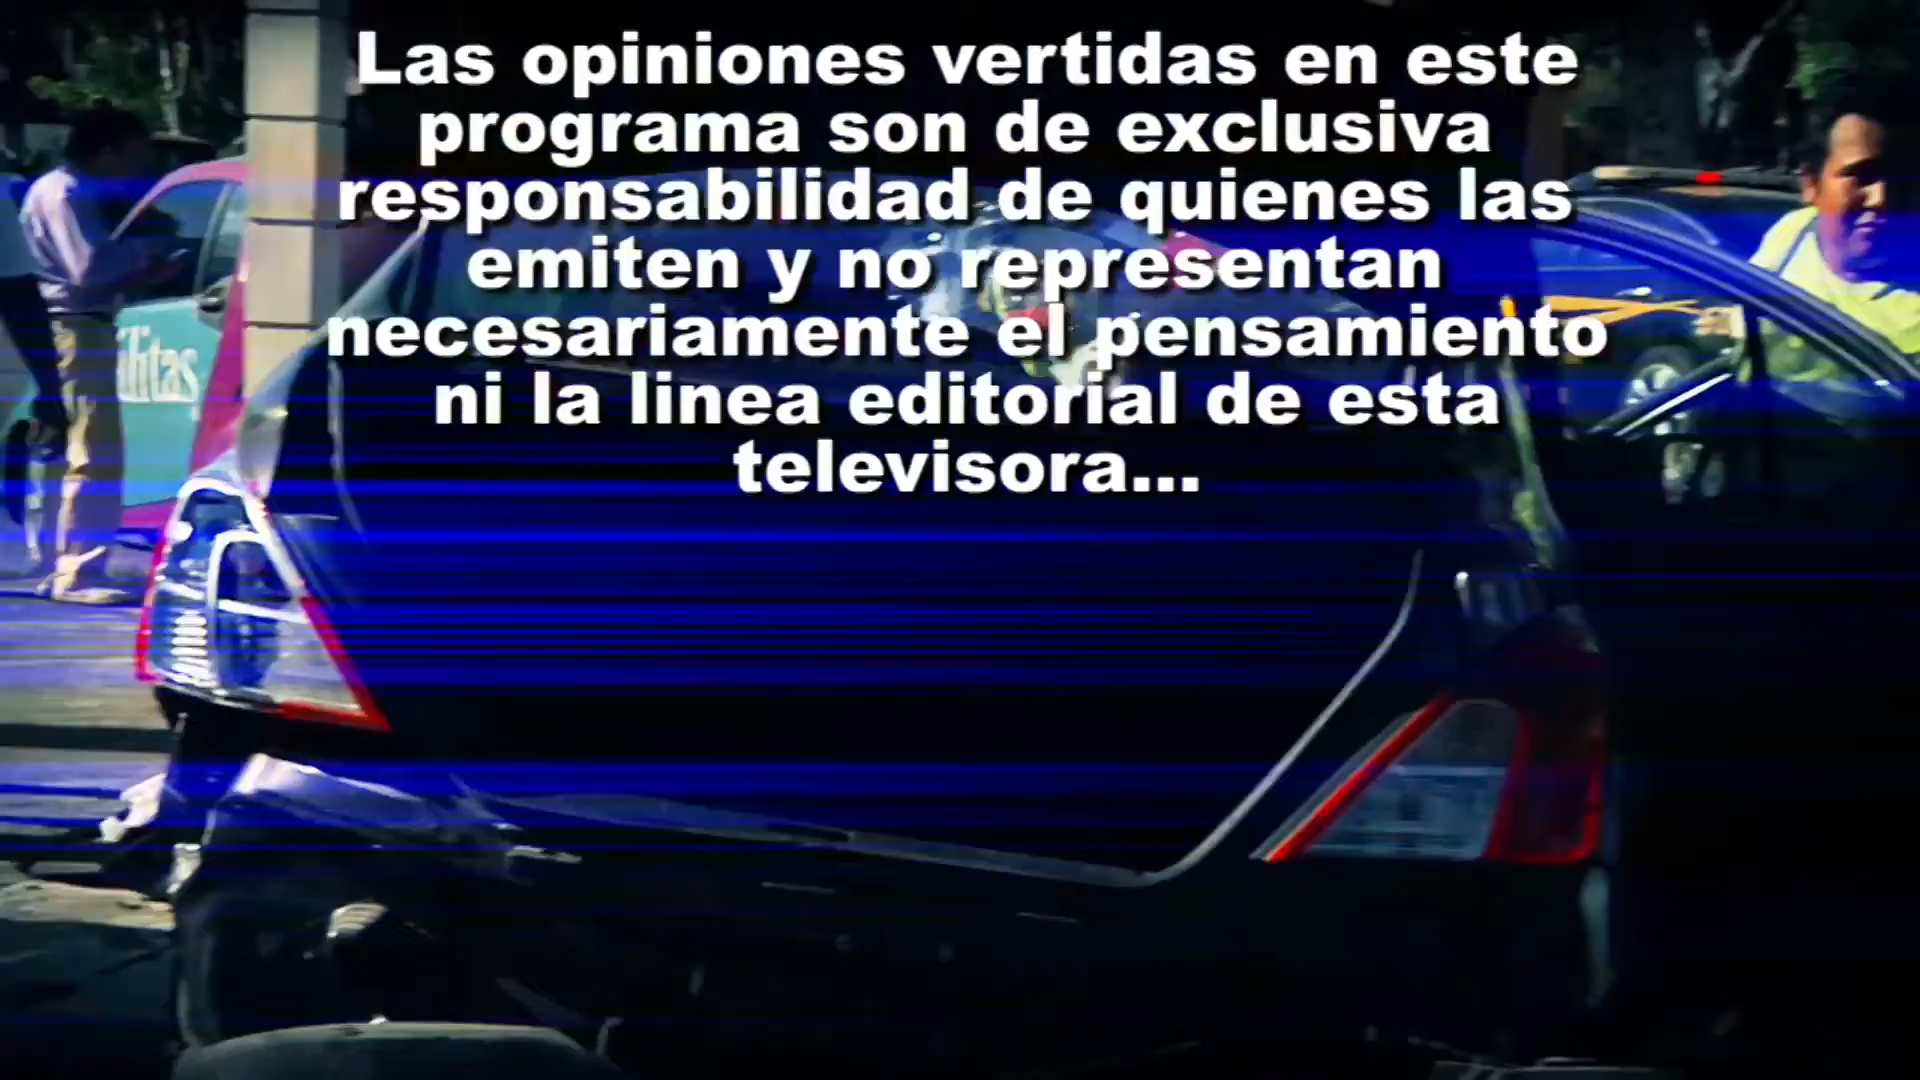 Las opiniones vertidas en este
programa son de exclusiva
responsabilidad de quienes las
emiten y no representan
necesariamente el pensamiento
ni la linea editorial de esta
televisora...